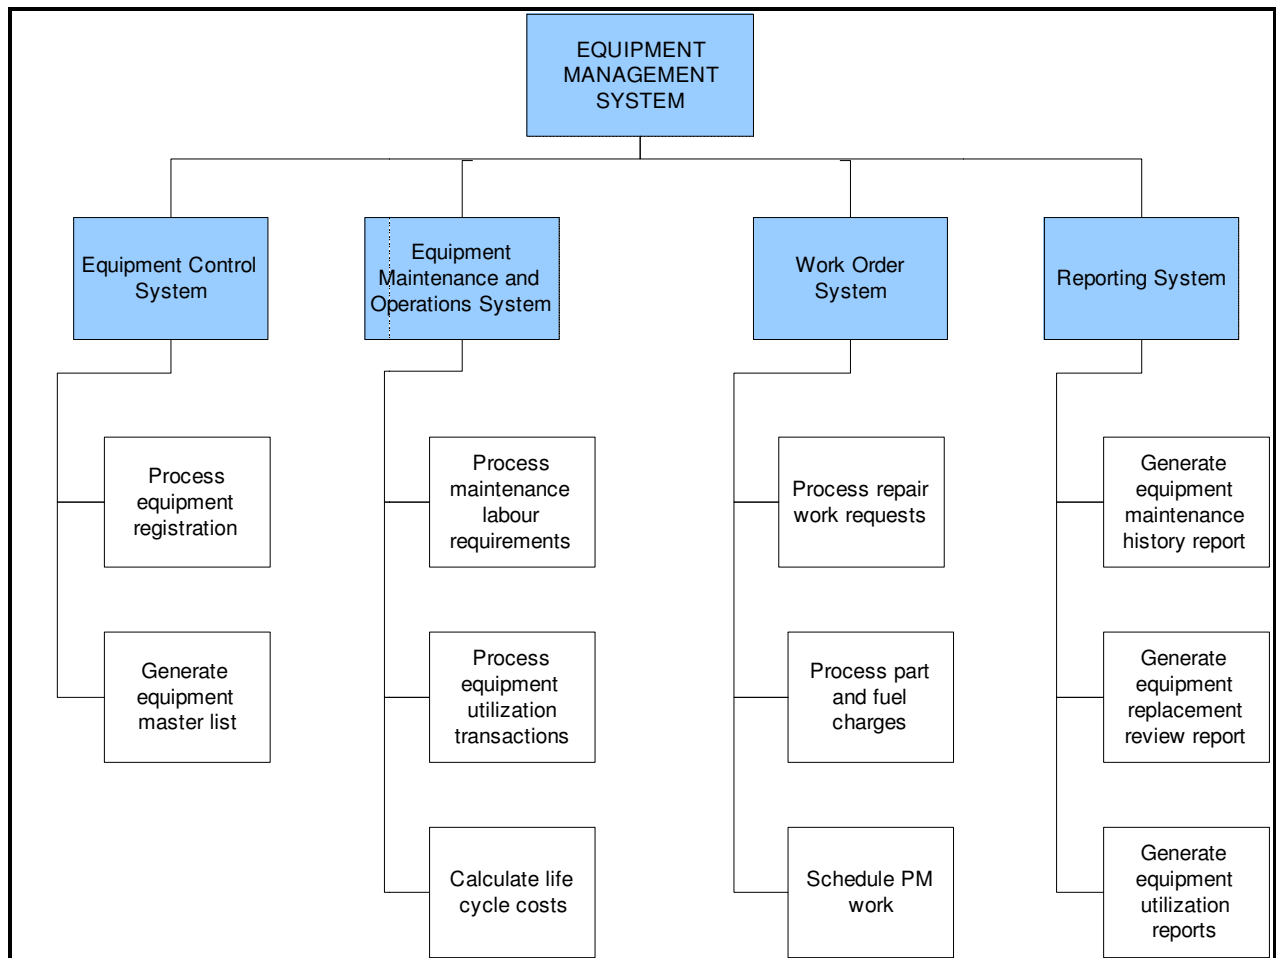 EQUIPMENT
MANAGEMENT
SYSTEM
Equipment Control
System
Equipment
Maintenance and
Operations System
Work Order
System
Reporting System
Process
equipment
registration
Process
maintenance
labour
requirements
Process repair
work requests
Generate
equipment
maintenance
history report
Generate
equipment
master list
Process
equipment
utilization
transactions
Process part
and fuel
charges
Generate
equipment
replacement
review report
Calculate life
cycle costs
Schedule PM
work
Generate
equipment
utilization
reports